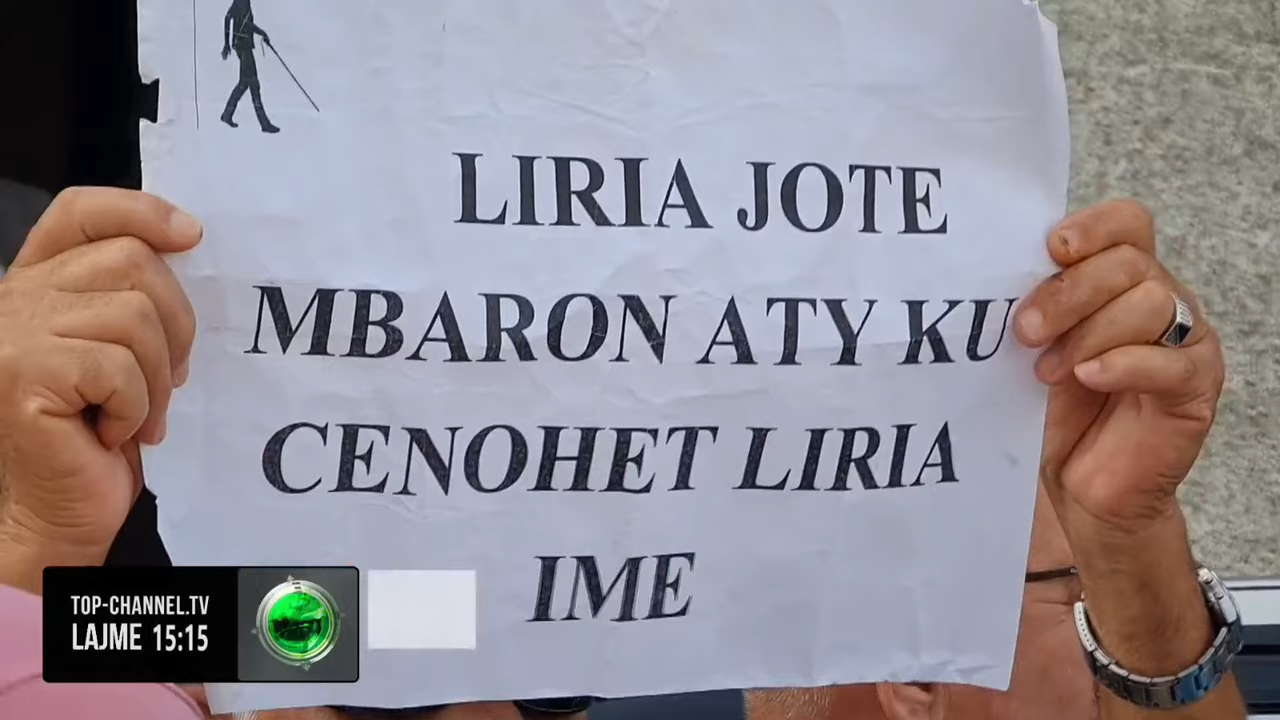 LIRIA JOTE
MBARON ATY KU
CENOHET LIRIA
IME
TOP-CHANNEL.TV
LAJME 15:15